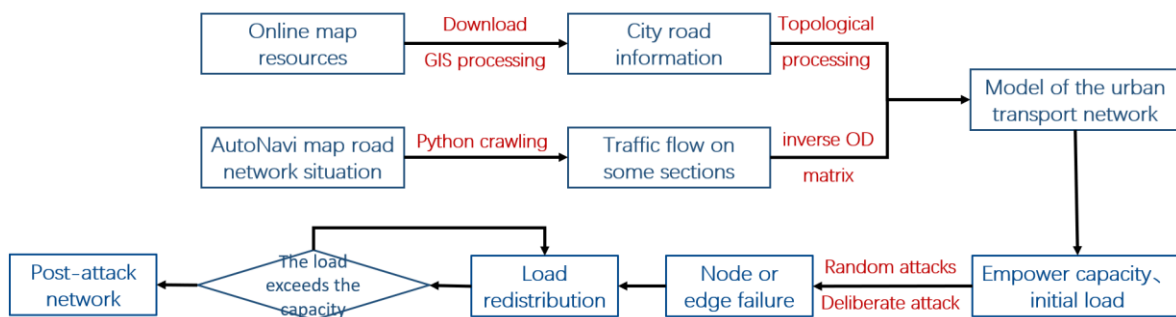 Online map
resources
Download
GIS processing
City road
information
Topological
processing
Model of the urban
transport network
AutoNavi map road
network situation
Python crawling
Traffic flow on
some sections
inverse OD
matrix
Post-attack
network
The load
exceeds the
capacity
Load
redistribution
Node or
edge failure
Random attacks
Deliberate attack
Empower capacity、
initial load